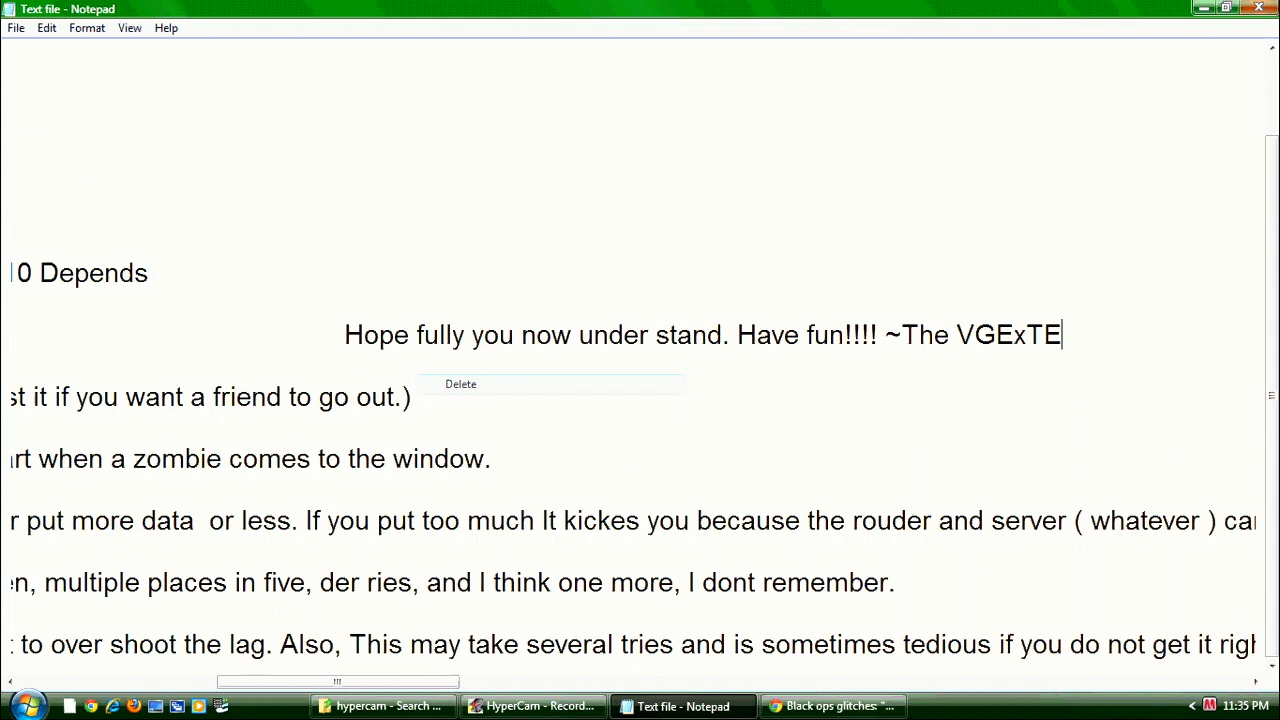 Text file - Notepad
File Edit Format View Help
0 Depends
Hope fully you now under stand. Have fun!!!! ~The VGExTE
st it if you want a friend to go out.)
Delete
art when a zombie comes to the window.
r put more data or less. If you put too much It kickes you because the rouder and server ( whatever ) ca
en, multiple places in five, der ries, and I think one more, I dont remember.
to over shoot the lag. Also, This may take several tries and is sometimes tedious if you do not get it righ
hypercam - Search ... HyperCam - Record... Text file - Notepad Black ops glitches: "... 11:35 PM